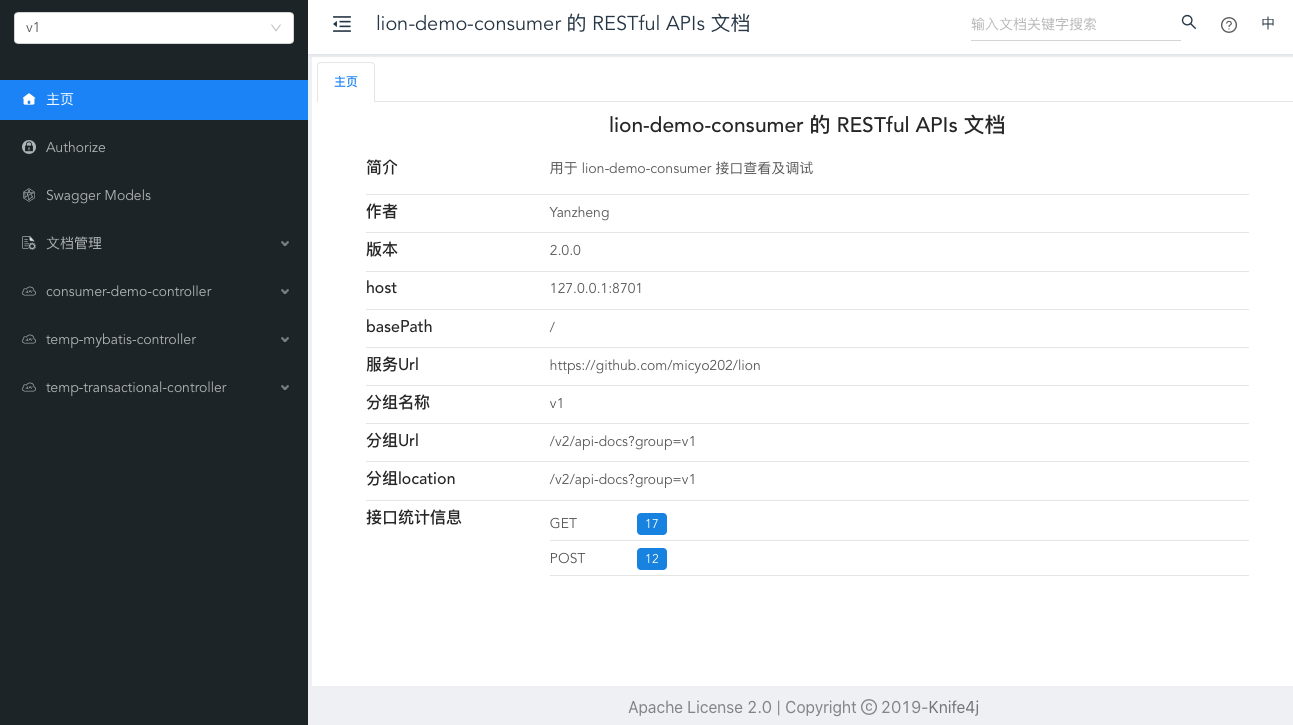 v1
主页
Authorize
Swagger Models
文档管理
consumer-demo-controller
temp-mybatis-controller
temp-transactional-controller
lion-demo-consumer 的 RESTful APIs 文档
输入文档关键字搜索
中
主页
lion-demo-consumer 的 RESTful APIs 文档
简介 用于 lion-demo-consumer 接口查看及调试
作者 Yanzheng
版本 2.0.0
host 127.0.0.1:8701
basePath /
服务Url https://github.com/micyo202/lion
分组名称 v1
分组Url /v2/api-docs?group=v1
分组location /v2/api-docs?group=v1
接口统计信息 GET 17
POST 12
Apache License 2.0 | Copyright © 2019-Knife4j